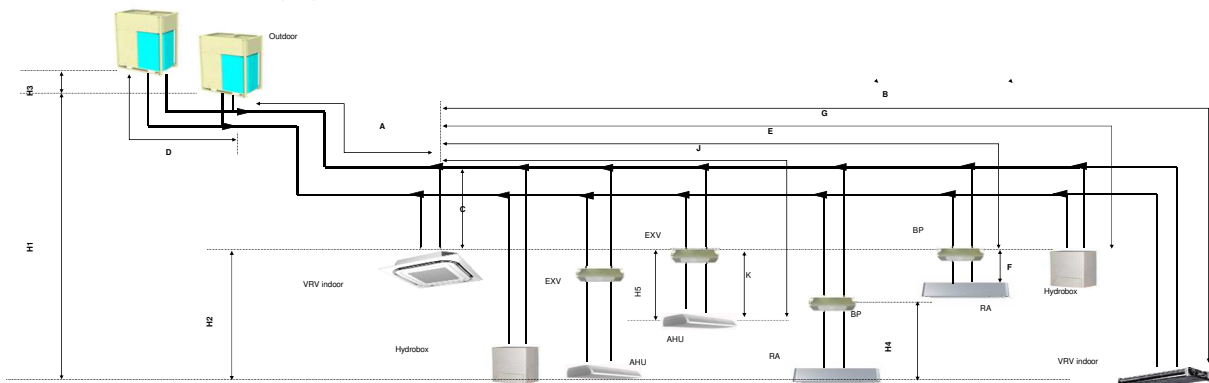 Outdoor
H3
B
G
A
E
D
J
C
BP
EXV
H1
EXV
K
F
VRV indoor
H5
Hydrobox
RA
H2
BP
AHU
H4
Hydrobox
RA
AHU
VRV indoor